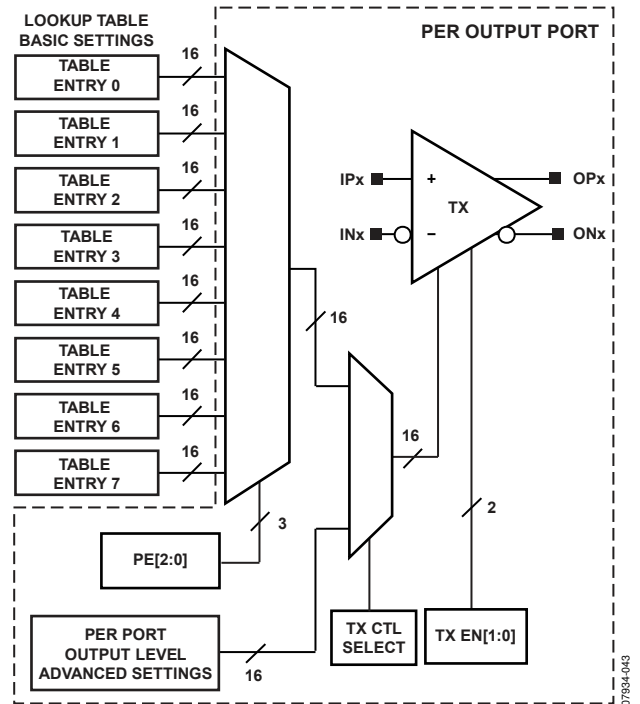 LOOKUP TABLE
BASIC SETTINGS
PER OUTPUT PORT
TABLE
ENTRY 0
16
TABLE
ENTRY 1
16
TABLE
ENTRY 2
16
TABLE
ENTRY 3
16
TABLE
ENTRY 4
16
TABLE
ENTRY 5
16
TABLE
ENTRY 6
16
TABLE
ENTRY 7
16
16
IPx
+
OPx
TX
INx
−
ONx
16
3
2
PE[2:0]
PER PORT
OUTPUT LEVEL
ADVANCED SETTINGS
16
TX CTL
SELECT
TX EN[1:0]
07934-043